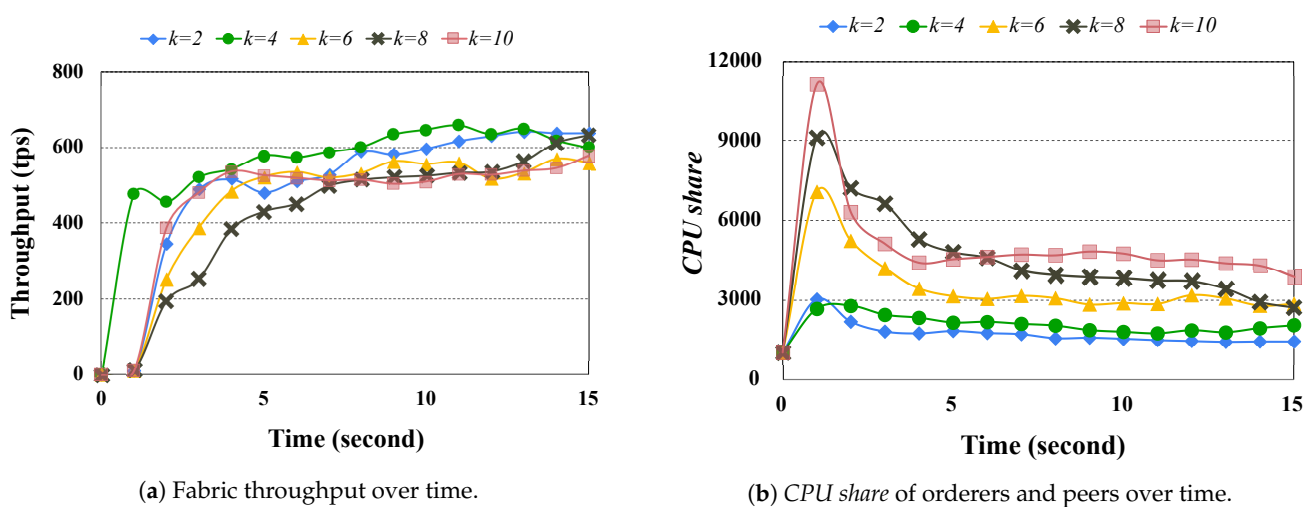 k=2 k=4 k=6 k=8 k=10
800
600
400
200
0
Throughput (tps)
0 5 10 15
Time (second)
(a) Fabric throughput over time.
k=2 k=4 k=6 k=8 k=10
12000
9000
6000
3000
0
CPU share
0 5 10 15
Time (second)
(b) CPU share of orderers and peers over time.